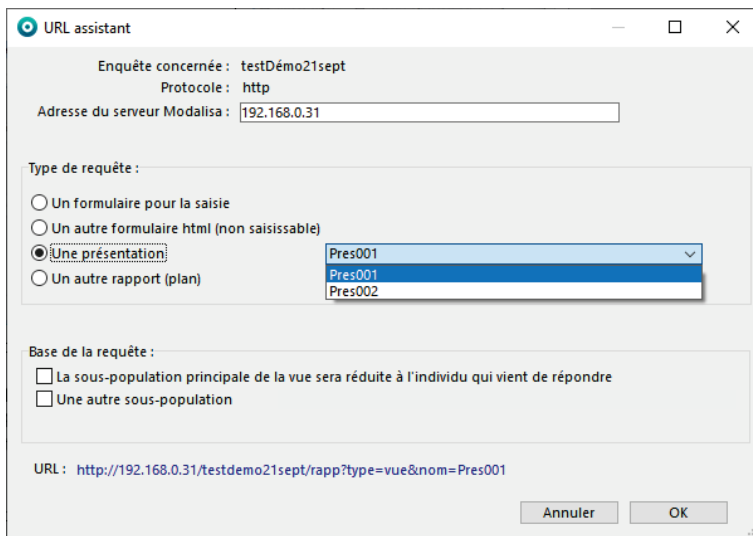 URL assistant
Enquête concernée : testDémo21sept
Protocole : http
Adresse du serveur Modalisa : 192.168.0.31
Type de requête :
Un formulaire pour la saisie
Un autre formulaire html (non saisissable)
Une présentation Pres001
Un autre rapport (plan) Pres001
Pres002
Base de la requête :
La sous-population principale de la vue sera réduite à l'individu qui vient de répondre
Une autre sous-population
URL : http://192.168.0.31/testdemo21sept/rapp?type=vue&nom=Pres001
Annuler OK